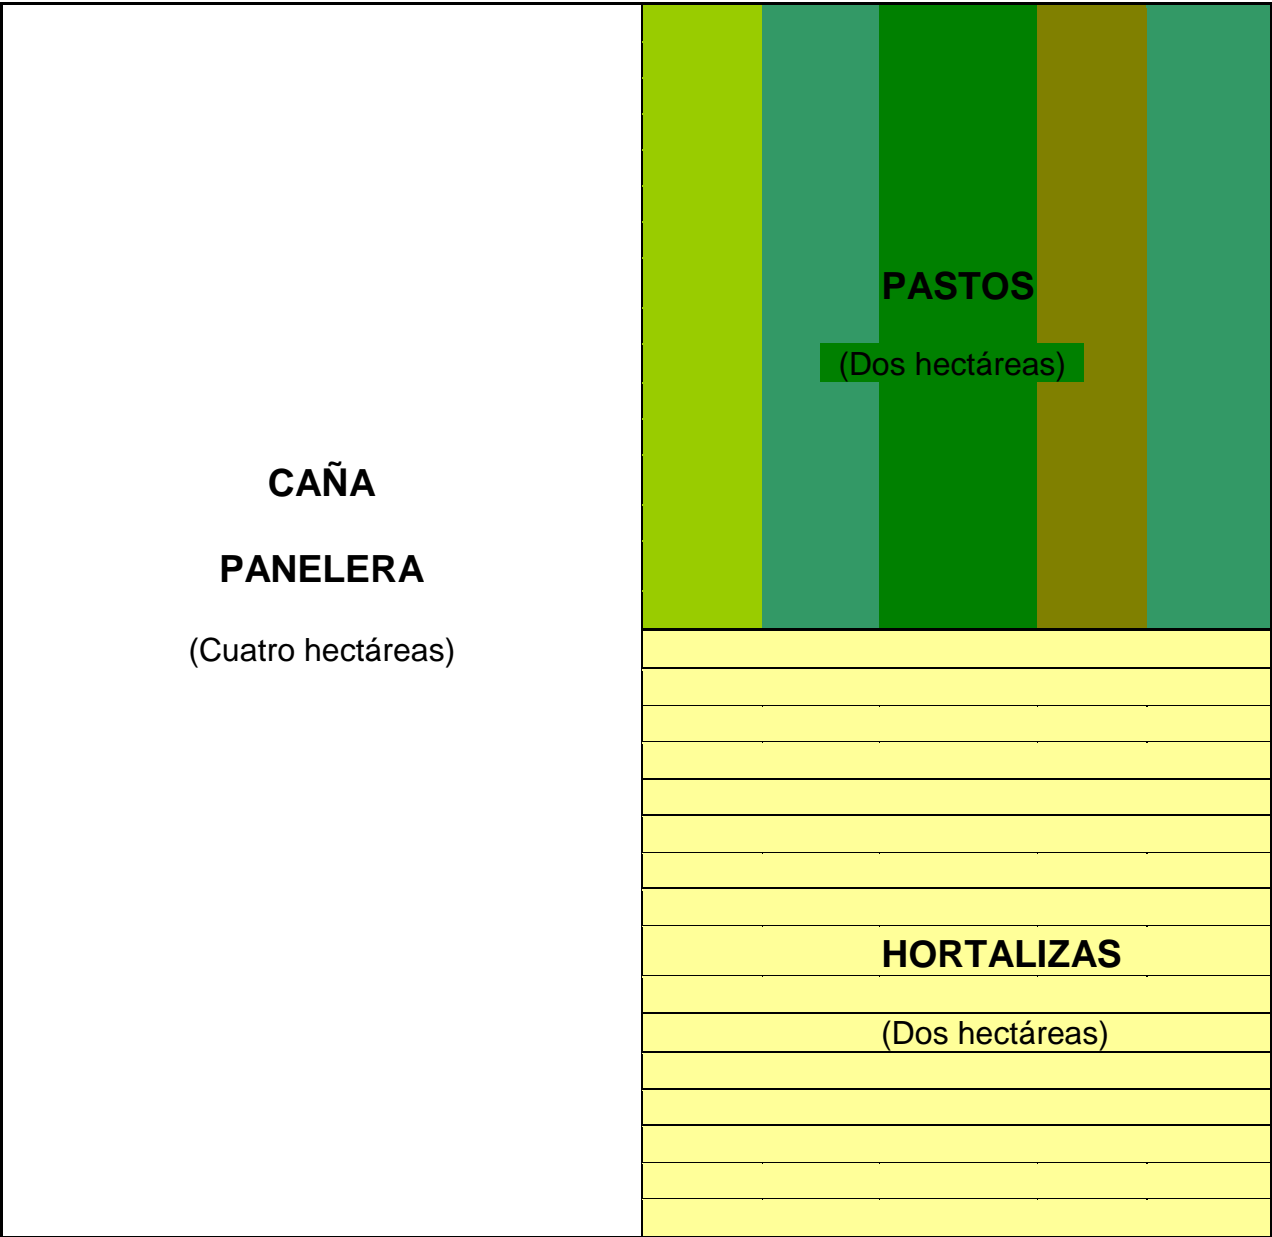 CAÑA
PANELERA
(Cuatro hectáreas)
PASTOS
(Dos hectáreas)
HORTALIZAS
(Dos hectáreas)